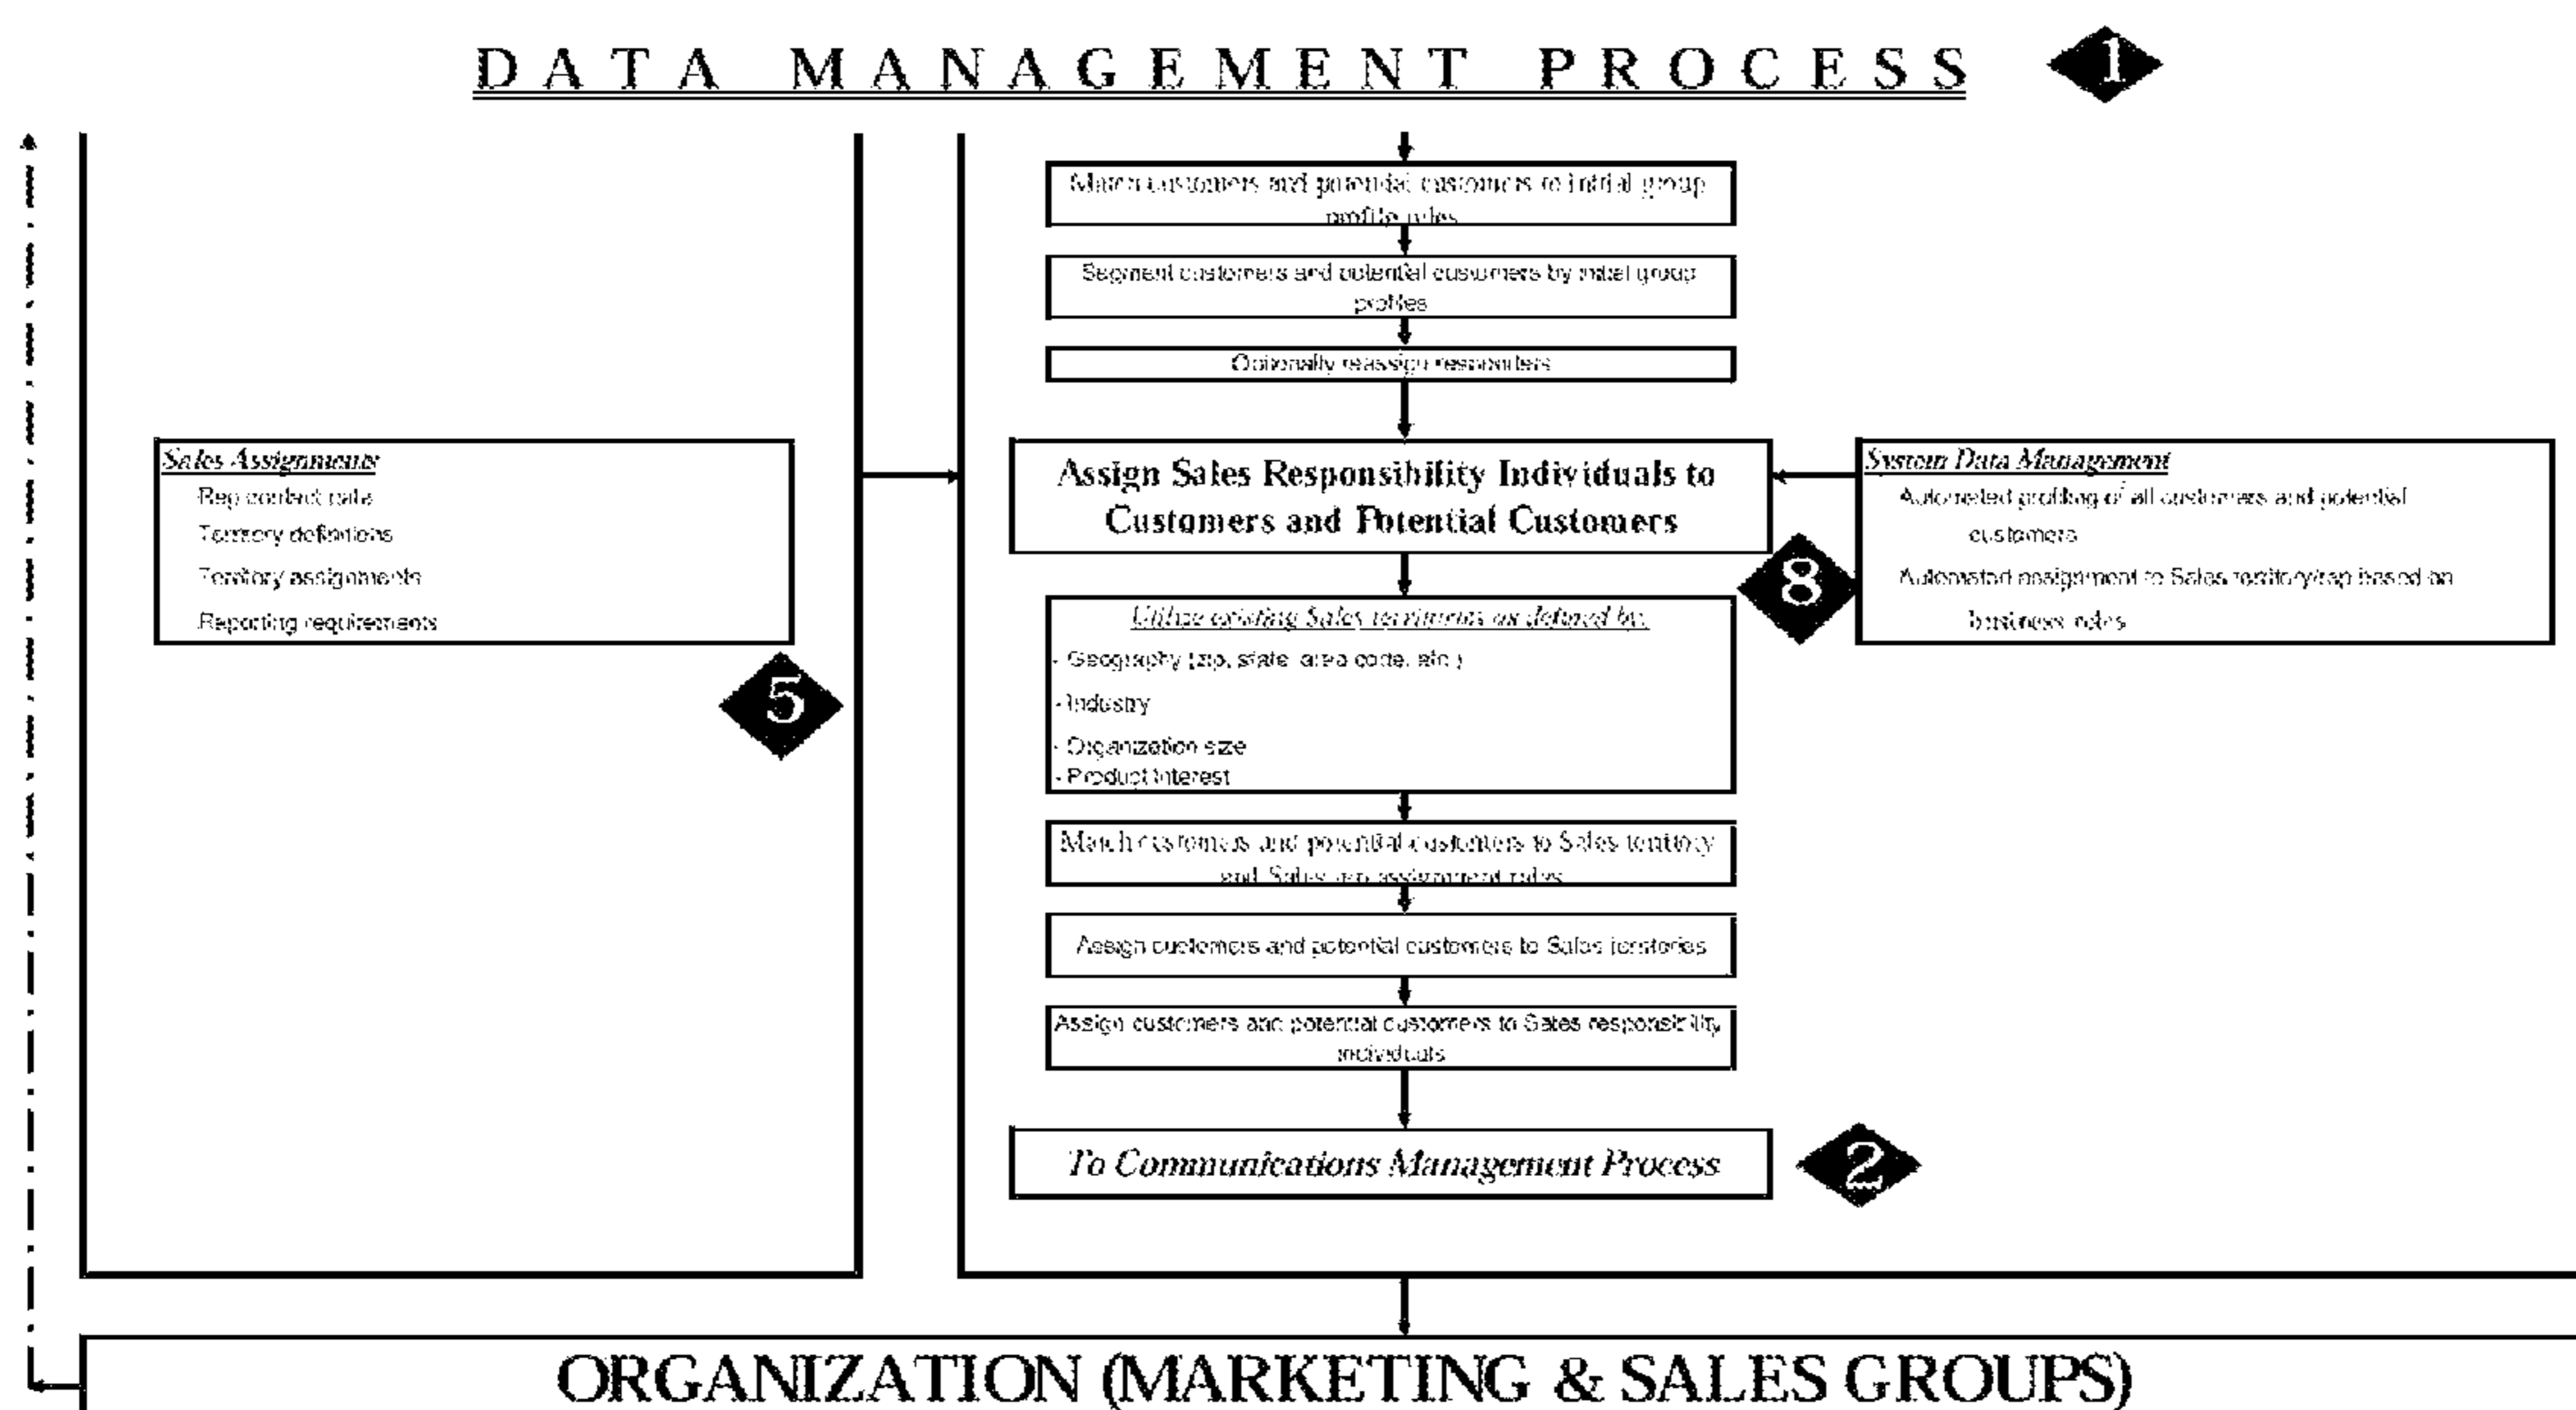 DATA MANAGEMENT PROCESS
1
Match customers and potential customers to initial group
profile rules
Segment customers and potential customers by initial group
profiles
Optionally reassign responders
Sales Assignments
Rep contact data
Territory definitions
Territory assignments
Reporting requirements
5
Assign Sales Responsibility Individuals to
Customers and Potential Customers
System Data Management
Automated profiling of all customers and potential
customers
Automated assignment to Sales territory/rep based on
business rules
8
Utilize existing Sales territories as defined by:
- Geography (zip, state, area code, etc.)
- Industry
- Organization size
- Product Interest
Match customers and potential customers to Sales territory
and Sales rep assignment rules
Assign customers and potential customers to Sales territories
Assign customers and potential customers to Sales responsibility
individuals
To Communications Management Process
2
ORGANIZATION (MARKETING & SALES GROUPS)